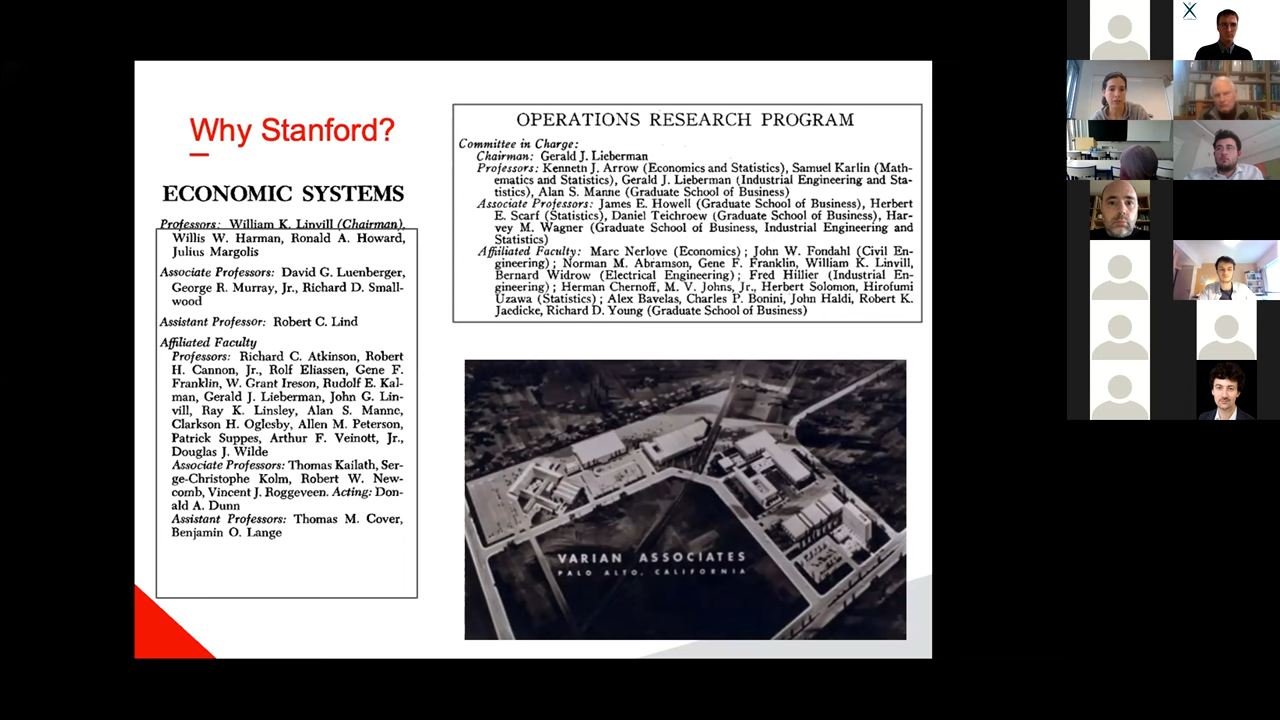 Why Stanford?
ECONOMIC SYSTEMS
Professors: William K. Linvill (Chairman),
Willis W. Harman, Ronald A. Howard,
Julius Margolis
Associate Professors: David G. Luenberger,
George R. Murray, Jr., Richard D. Small-
wood
Assistant Professor: Robert C. Lind
Affiliated Faculty
Professors: Richard C. Atkinson, Robert
H. Cannon, Jr., Rolf Eliassen, Gene F.
Franklin, W. Grant Ireson, Rudolf E. Kal-
man, Gerald J. Lieberman, John G. Lin-
vill, Ray K. Linsley, Alan S. Manne,
Clarkson H. Oglesby, Allen M. Peterson,
Patrick Suppes, Arthur F. Veinott, Jr.,
Douglas J. Wilde
Associate Professors: Thomas Kailath, Ser-
ge-Christophe Kolm, Robert W. New-
comb, Vincent J. Roggeveen. Acting: Don-
ald A. Dunn
Assistant Professors: Thomas M. Cover,
Benjamin O. Lange
OPERATIONS RESEARCH PROGRAM
Committee in Charge:
Chairman: Gerald J. Lieberman
Professors: Kenneth J. Arrow (Economics and Statistics), Samuel Karlin (Math-
ematics and Statistics), Gerald J. Lieberman (Industrial Engineering and Sta-
tistics), Alan S. Manne (Graduate School of Business)
Associate Professors: James E. Howell (Graduate School of Business), Herbert
E. Scarf (Statistics), Daniel Teichroew (Graduate School of Business), Har-
vey M. Wagner (Graduate School of Business, Industrial Engineering and
Statistics)
Affiliated Faculty: Marc Nerlove (Economics); John W. Fondahl (Civil En-
gineering); Norman M. Abramson, Gene F. Franklin, William K. Linvill,
Bernard Widrow (Electrical Engineering); Fred Hillier (Industrial En-
gineering); Herman Chernoff, M. V. Johns, Jr., Herbert Solomon, Hirofumi
Uzawa (Statistics); Alex Bavelas, Charles P. Bonini, John Haldi, Robert K.
Jaedicke, Richard D. Young (Graduate School of Business)
VARIAN ASSOCIATES
PALO ALTO, CALIFORNIA